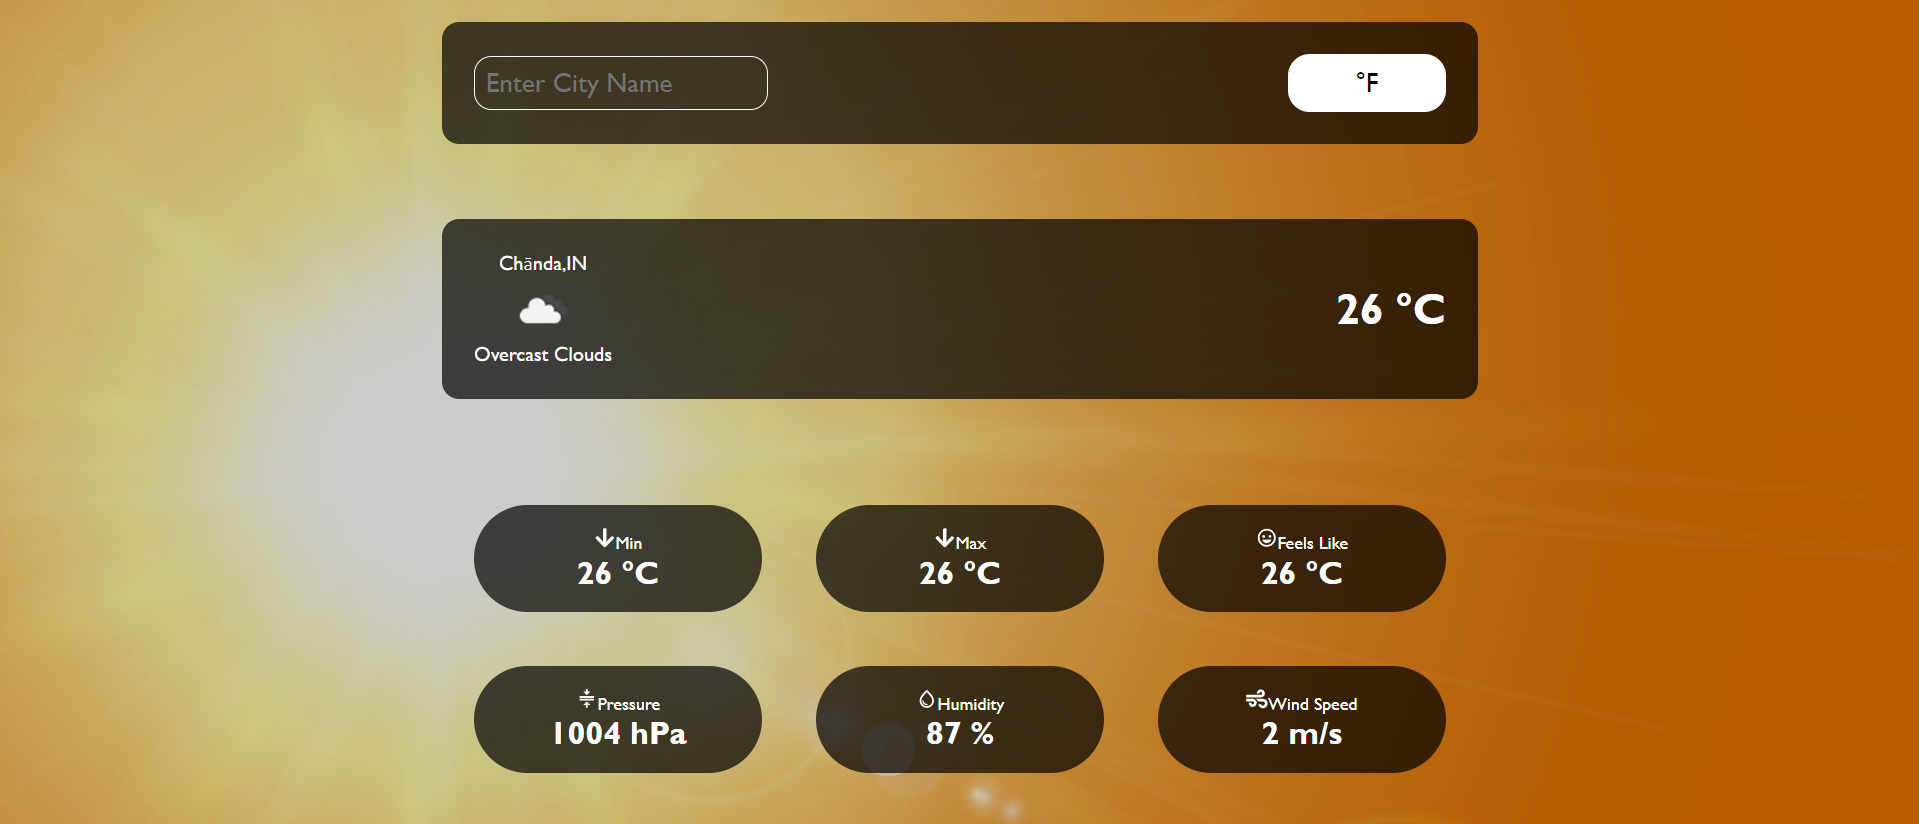 Enter City Name
°F
Chānda,IN
Overcast Clouds
26 °C
Min
26 °C
Max
26 °C
Feels Like
26 °C
Pressure
1004 hPa
Humidity
87 %
Wind Speed
2 m/s